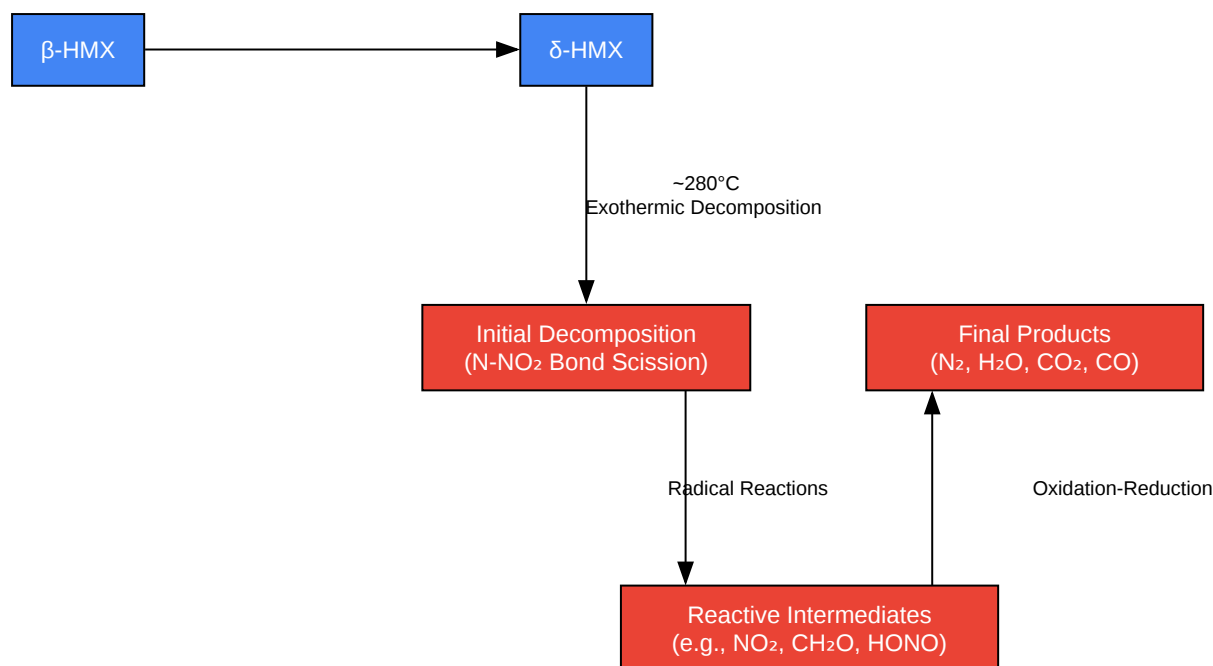 β-HMX
δ-HMX
~280°C
Exothermic Decomposition
Initial Decomposition
(N-NO₂ Bond Scission)
Final Products
(N₂, H₂O, CO₂, CO)
Radical Reactions
Oxidation-Reduction
Reactive Intermediates
(e.g., NO₂, CH₂O, HONO)